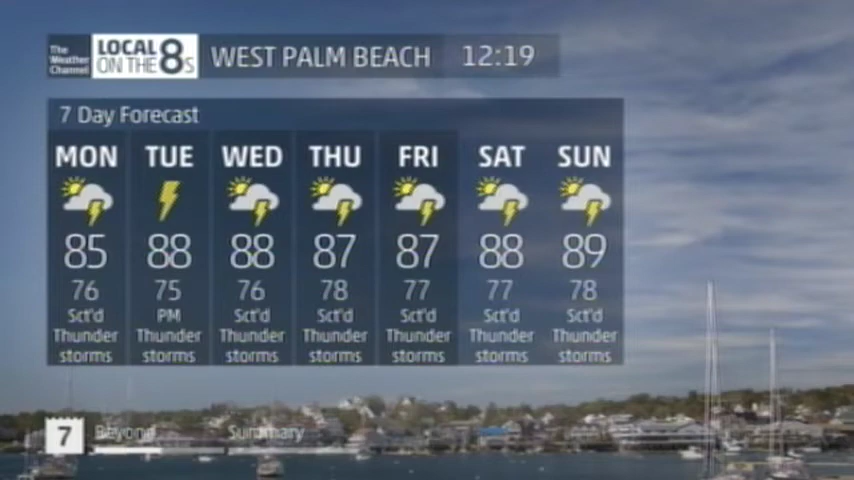 The Weather Channel
LOCAL ON THE 8s
WEST PALM BEACH
12:19
7 Day Forecast
MON TUE WED THU FRI SAT SUN
85 88 88 87 87 88 89
76 75 76 78 77 77 78
Sct'd PM Sct'd Sct'd Sct'd Sct'd Sct'd
Thunder Thunder Thunder Thunder Thunder Thunder Thunder
storms storms storms storms storms storms storms
7 Beyond Summary